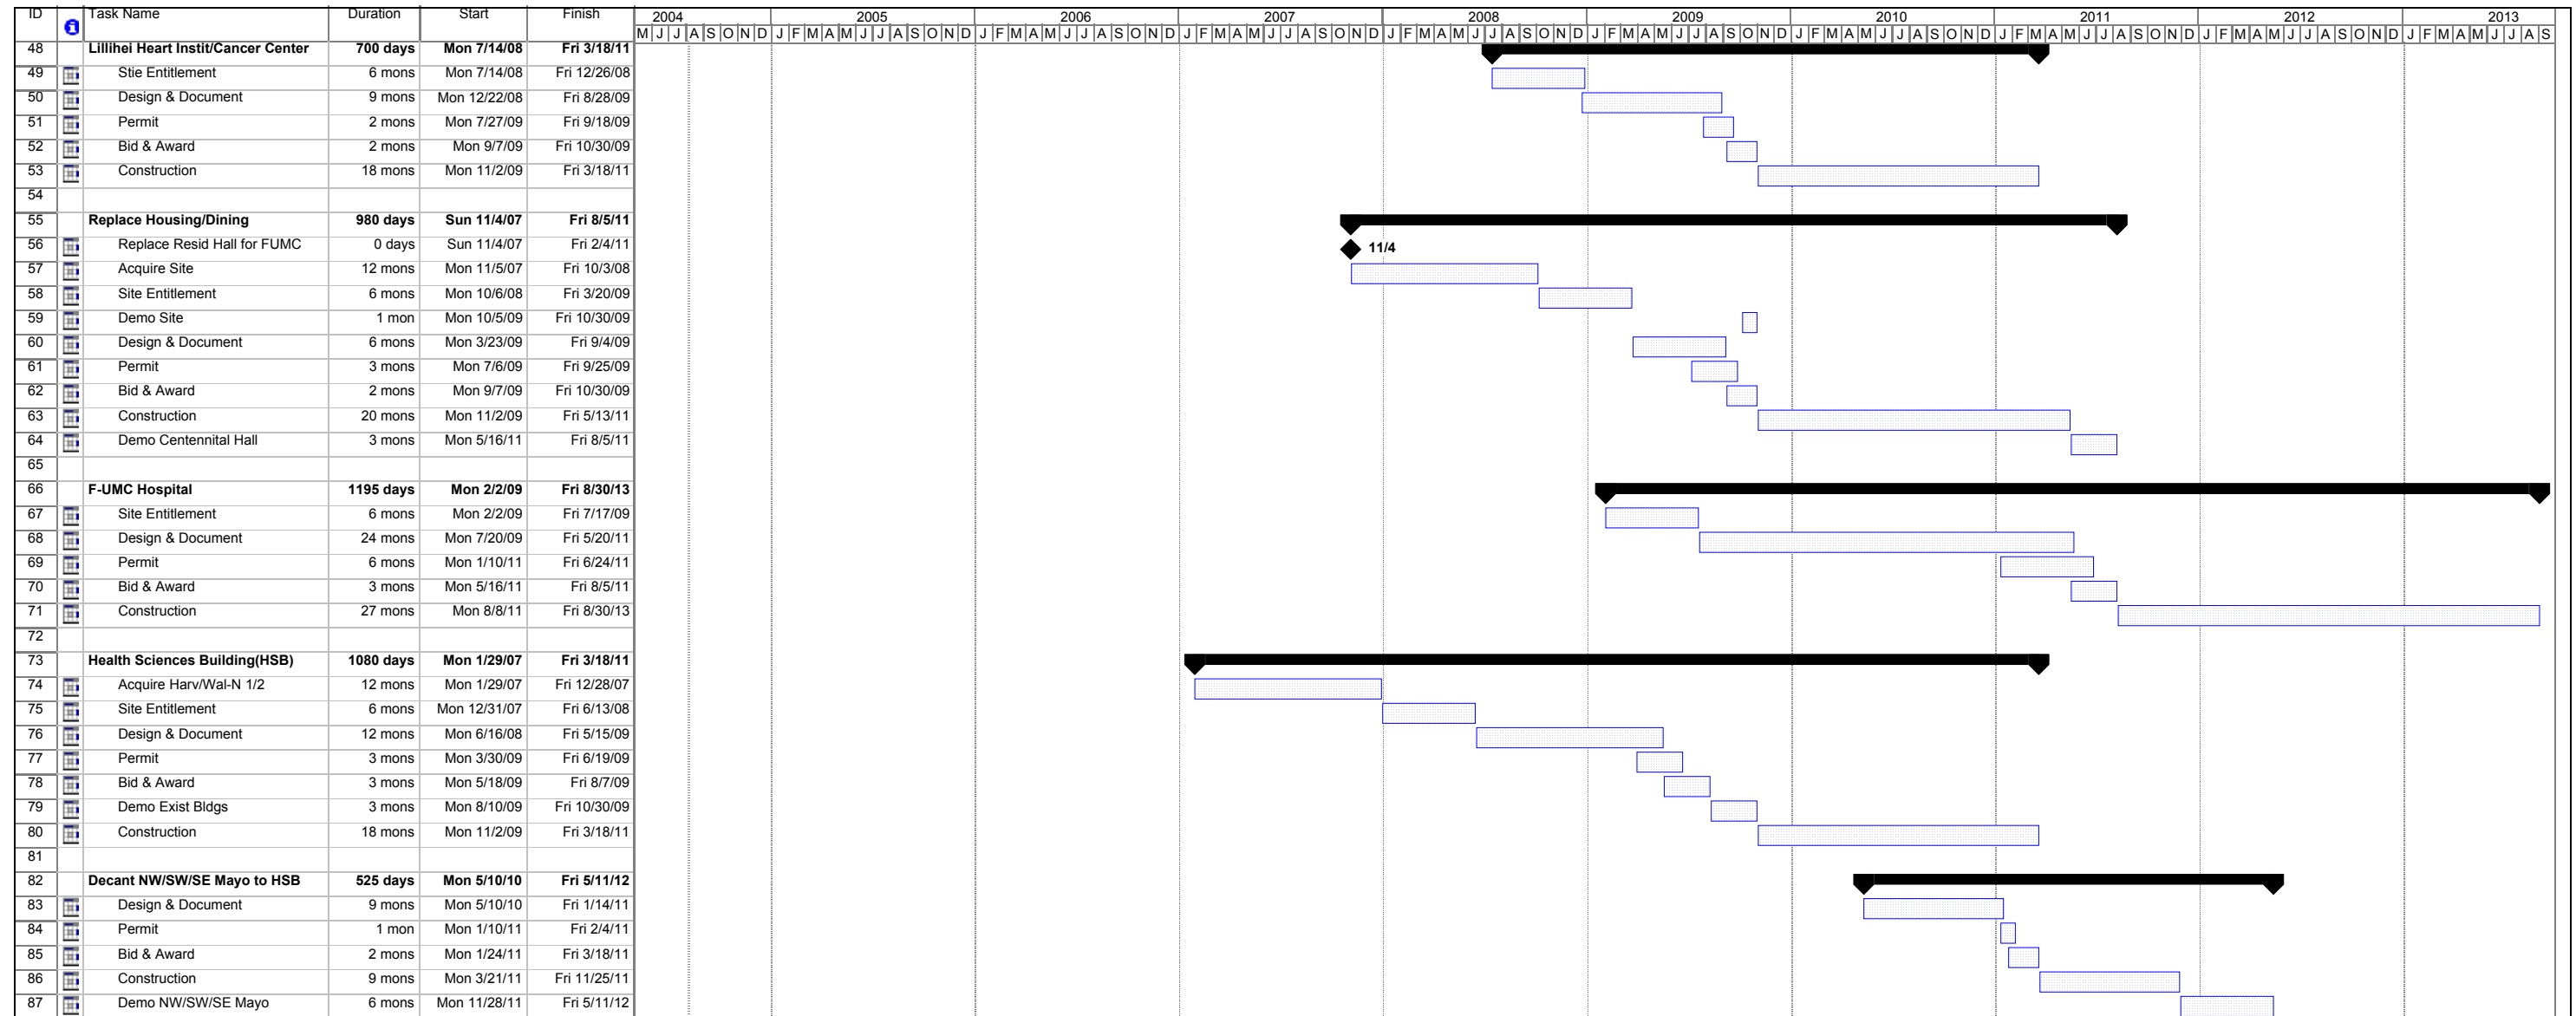 ID Task Name Duration Start Finish 2004 2005 2006 2007 2008 2009 2010 2011 2012 2013
M J J A S O N D J F M A M J J A S O N D J F M A M J J A S O N D J F M A M J J A S O N D J F M A M J J A S O N D J F M A M J J A S O N D J F M A M J J A S O N D J F M A M J J A S O N D J F M A M J J A S O N D J F M A M J J A S
48 Lillihei Heart Instit/Cancer Center 700 days Mon 7/14/08 Fri 3/18/11
49 Stie Entitlement 6 mons Mon 7/14/08 Fri 12/26/08
50 Design & Document 9 mons Mon 12/22/08 Fri 8/28/09
51 Permit 2 mons Mon 7/27/09 Fri 9/18/09
52 Bid & Award 2 mons Mon 9/7/09 Fri 10/30/09
53 Construction 18 mons Mon 11/2/09 Fri 3/18/11
54
55 Replace Housing/Dining 980 days Sun 11/4/07 Fri 8/5/11
56 Replace Resid Hall for FUMC 0 days Sun 11/4/07 Fri 2/4/11 11/4
57 Acquire Site 12 mons Mon 11/5/07 Fri 10/3/08
58 Site Entitlement 6 mons Mon 10/6/08 Fri 3/20/09
59 Demo Site 1 mon Mon 10/5/09 Fri 10/30/09
60 Design & Document 6 mons Mon 3/23/09 Fri 9/4/09
61 Permit 3 mons Mon 7/6/09 Fri 9/25/09
62 Bid & Award 2 mons Mon 9/7/09 Fri 10/30/09
63 Construction 20 mons Mon 11/2/09 Fri 5/13/11
64 Demo Centennital Hall 3 mons Mon 5/16/11 Fri 8/5/11
65
66 F-UMC Hospital 1195 days Mon 2/2/09 Fri 8/30/13
67 Site Entitlement 6 mons Mon 2/2/09 Fri 7/17/09
68 Design & Document 24 mons Mon 7/20/09 Fri 5/20/11
69 Permit 6 mons Mon 1/10/11 Fri 6/24/11
70 Bid & Award 3 mons Mon 5/16/11 Fri 8/5/11
71 Construction 27 mons Mon 8/8/11 Fri 8/30/13
72
73 Health Sciences Building(HSB) 1080 days Mon 1/29/07 Fri 3/18/11
74 Acquire Harv/Wal-N 1/2 12 mons Mon 1/29/07 Fri 12/28/07
75 Site Entitlement 6 mons Mon 12/31/07 Fri 6/13/08
76 Design & Document 12 mons Mon 6/16/08 Fri 5/15/09
77 Permit 3 mons Mon 3/30/09 Fri 6/19/09
78 Bid & Award 3 mons Mon 5/18/09 Fri 8/7/09
79 Demo Exist Bldgs 3 mons Mon 8/10/09 Fri 10/30/09
80 Construction 18 mons Mon 11/2/09 Fri 3/18/11
81
82 Decant NW/SW/SE Mayo to HSB 525 days Mon 5/10/10 Fri 5/11/12
83 Design & Document 9 mons Mon 5/10/10 Fri 1/14/11
84 Permit 1 mon Mon 1/10/11 Fri 2/4/11
85 Bid & Award 2 mons Mon 1/24/11 Fri 3/18/11
86 Construction 9 mons Mon 3/21/11 Fri 11/25/11
87 Demo NW/SW/SE Mayo 6 mons Mon 11/28/11 Fri 5/11/12